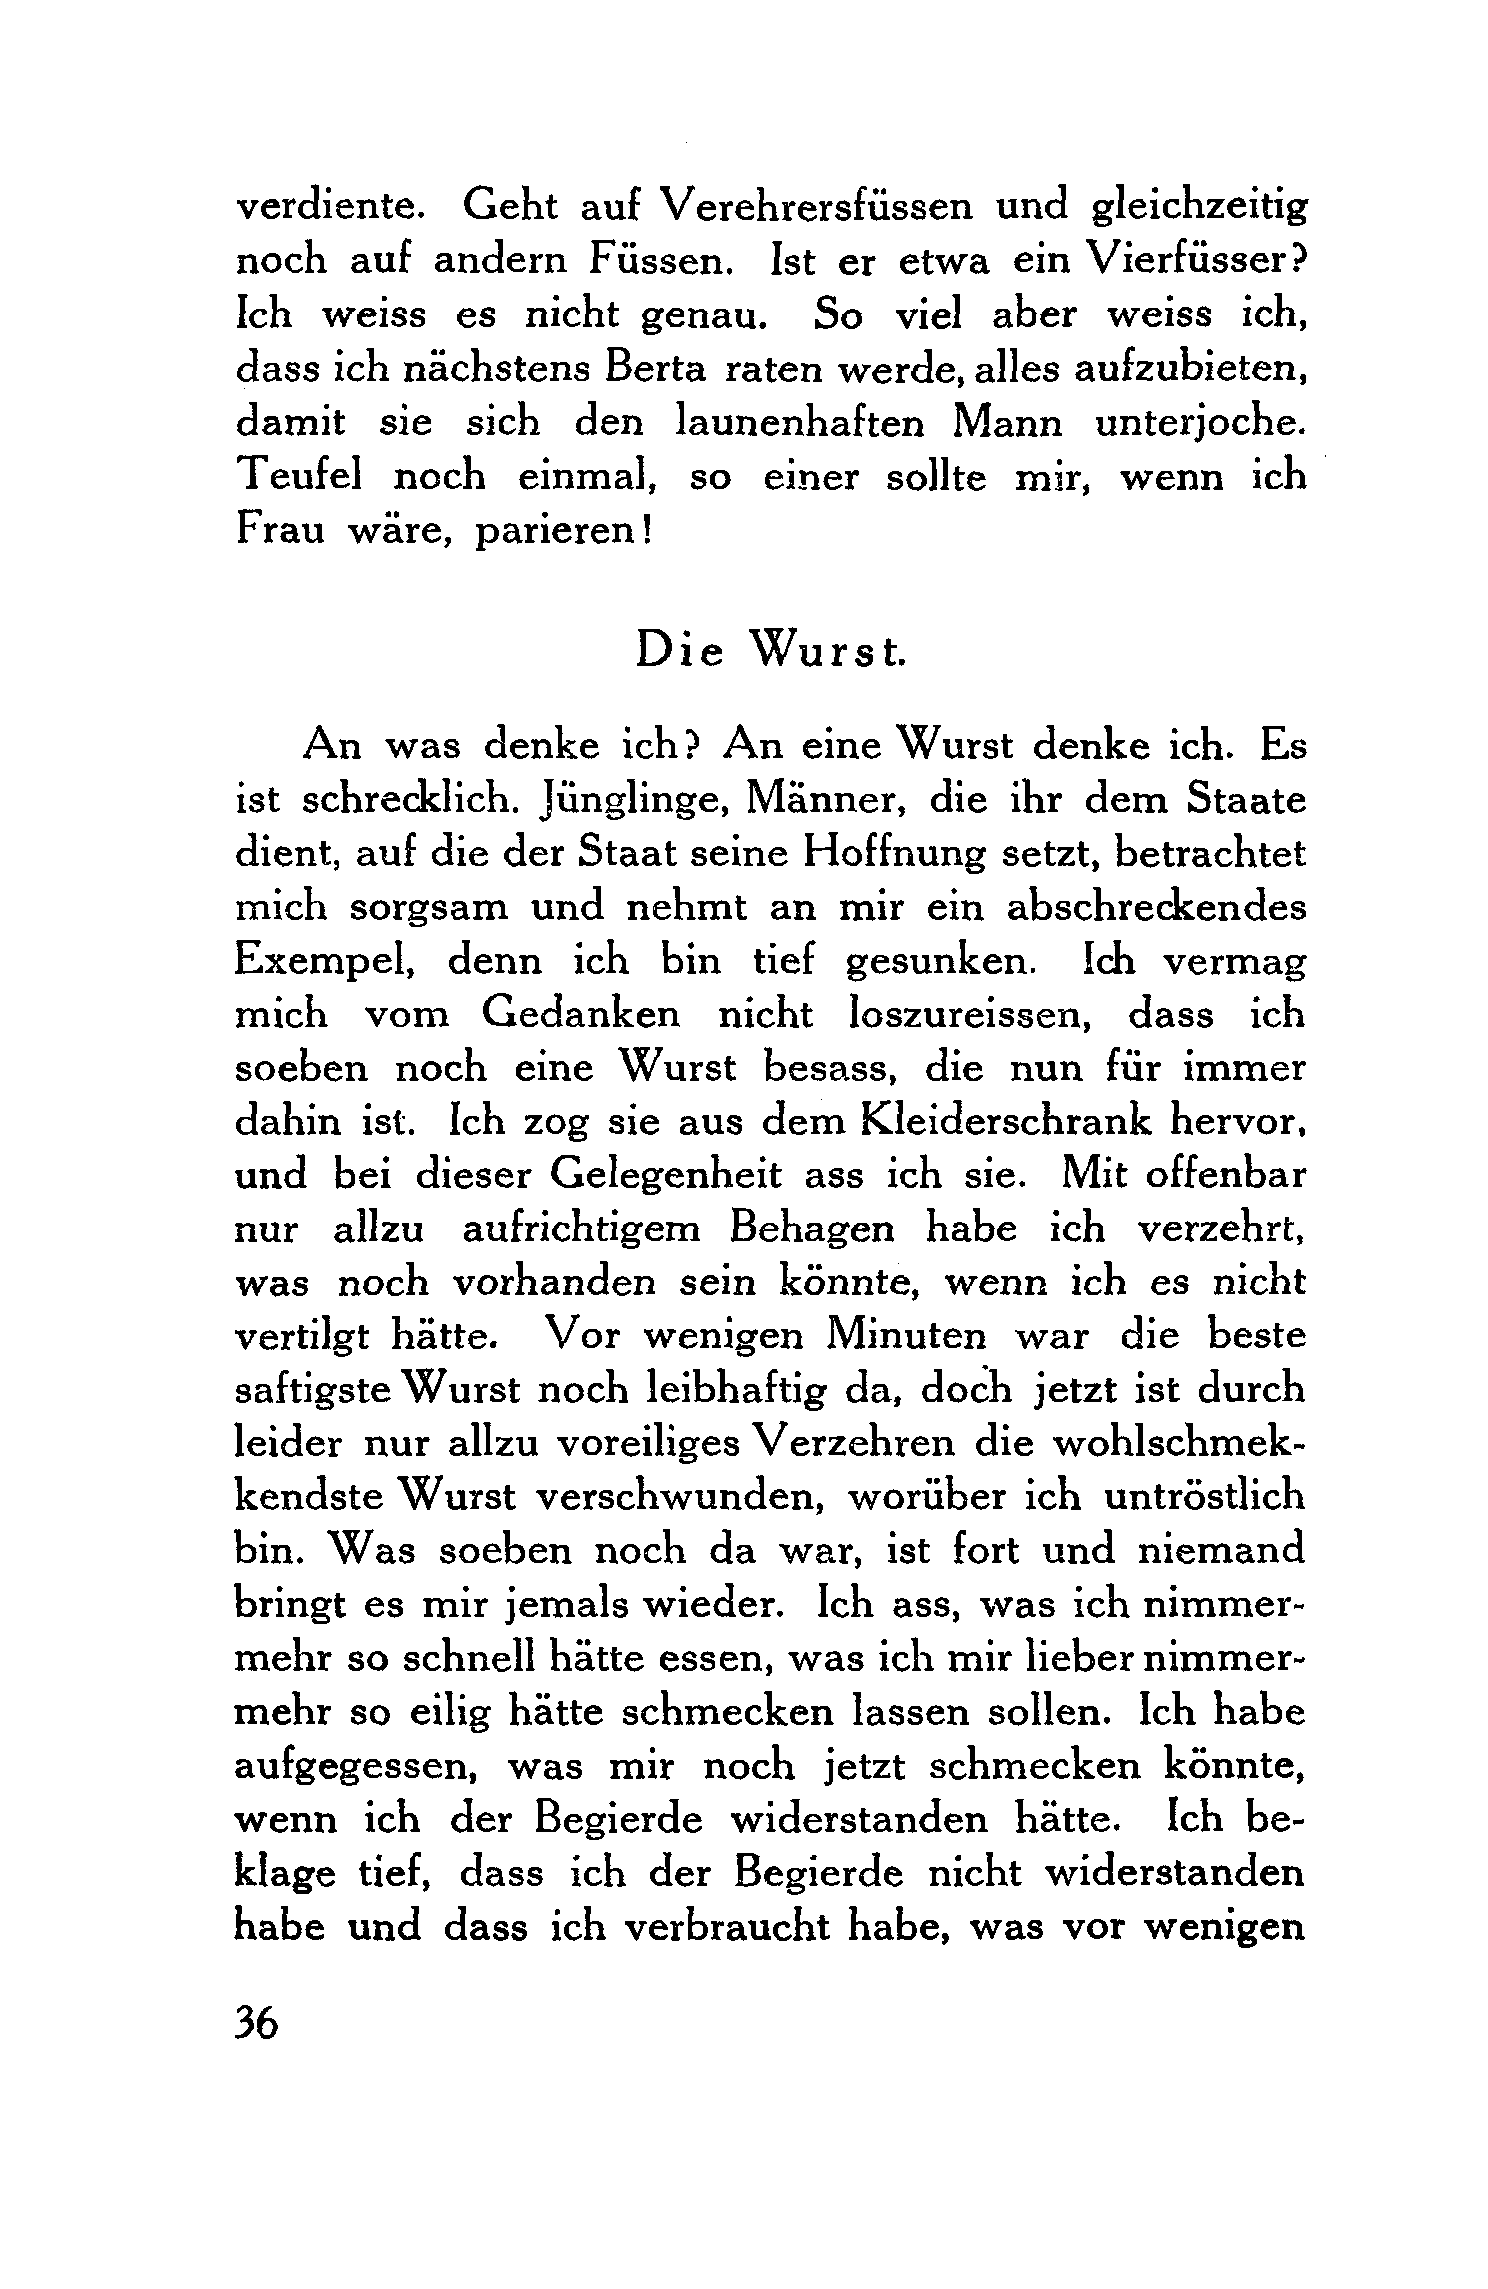 verdiente. Geht auf Verehrersfüssen und gleichzeitig
noch auf andern Füssen. Ist er etwa ein Vierfüsser?
Ich weiss es nicht genau. So viel aber weiss ich,
dass ich nächstens Berta raten werde, alles aufzubieten,
damit sie sich den launenhaften Mann unterjoche.
Teufel noch einmal, so einer sollte mir, wenn ich
Frau wäre, parieren!
Die Wurst.
An was denke ich? An eine Wurst denke ich. Es
ist schrecklich. Jünglinge, Männer, die ihr dem Staate
dient, auf die der Staat seine Hoffnung setzt, betrachtet
mich sorgsam und nehmt an mir ein abschreckendes
Exempel, denn ich bin tief gesunken. Ich vermag
mich vom Gedanken nicht loszureissen, dass ich
soeben noch eine Wurst besass, die nun für immer
dahin ist. Ich zog sie aus dem Kleiderschrank hervor,
und bei dieser Gelegenheit ass ich sie. Mit offenbar
nur allzu aufrichtigem Behagen habe ich verzehrt,
was noch vorhanden sein könnte, wenn ich es nicht
vertilgt hätte. Vor wenigen Minuten war die beste
saftigste Wurst noch leibhaftig da, doch jetzt ist durch
leider nur allzu voreiliges Verzehren die wohlschmek-
kendste Wurst verschwunden, worüber ich untröstlich
bin. Was soeben noch da war, ist fort und niemand
bringt es mir jemals wieder. Ich ass, was ich nimmer-
mehr so schnell hätte essen, was ich mir lieber nimmer-
mehr so eilig hätte schmecken lassen sollen. Ich habe
aufgegessen, was mir noch jetzt schmecken könnte,
wenn ich der Begierde widerstanden hätte. Ich be-
klage tief, dass ich der Begierde nicht widerstanden
habe und dass ich verbraucht habe, was vor wenigen
36